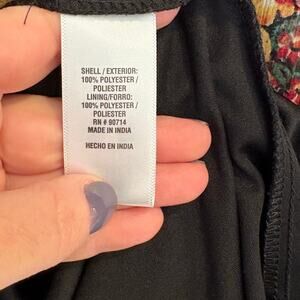 SHELL / EXTERIOR:
100% POLYESTER /
POLIESTER
LINING/FORRO:
100% POLYESTER /
POLIESTER
RN # 90714
MADE IN INDIA
HECHO EN INDIA